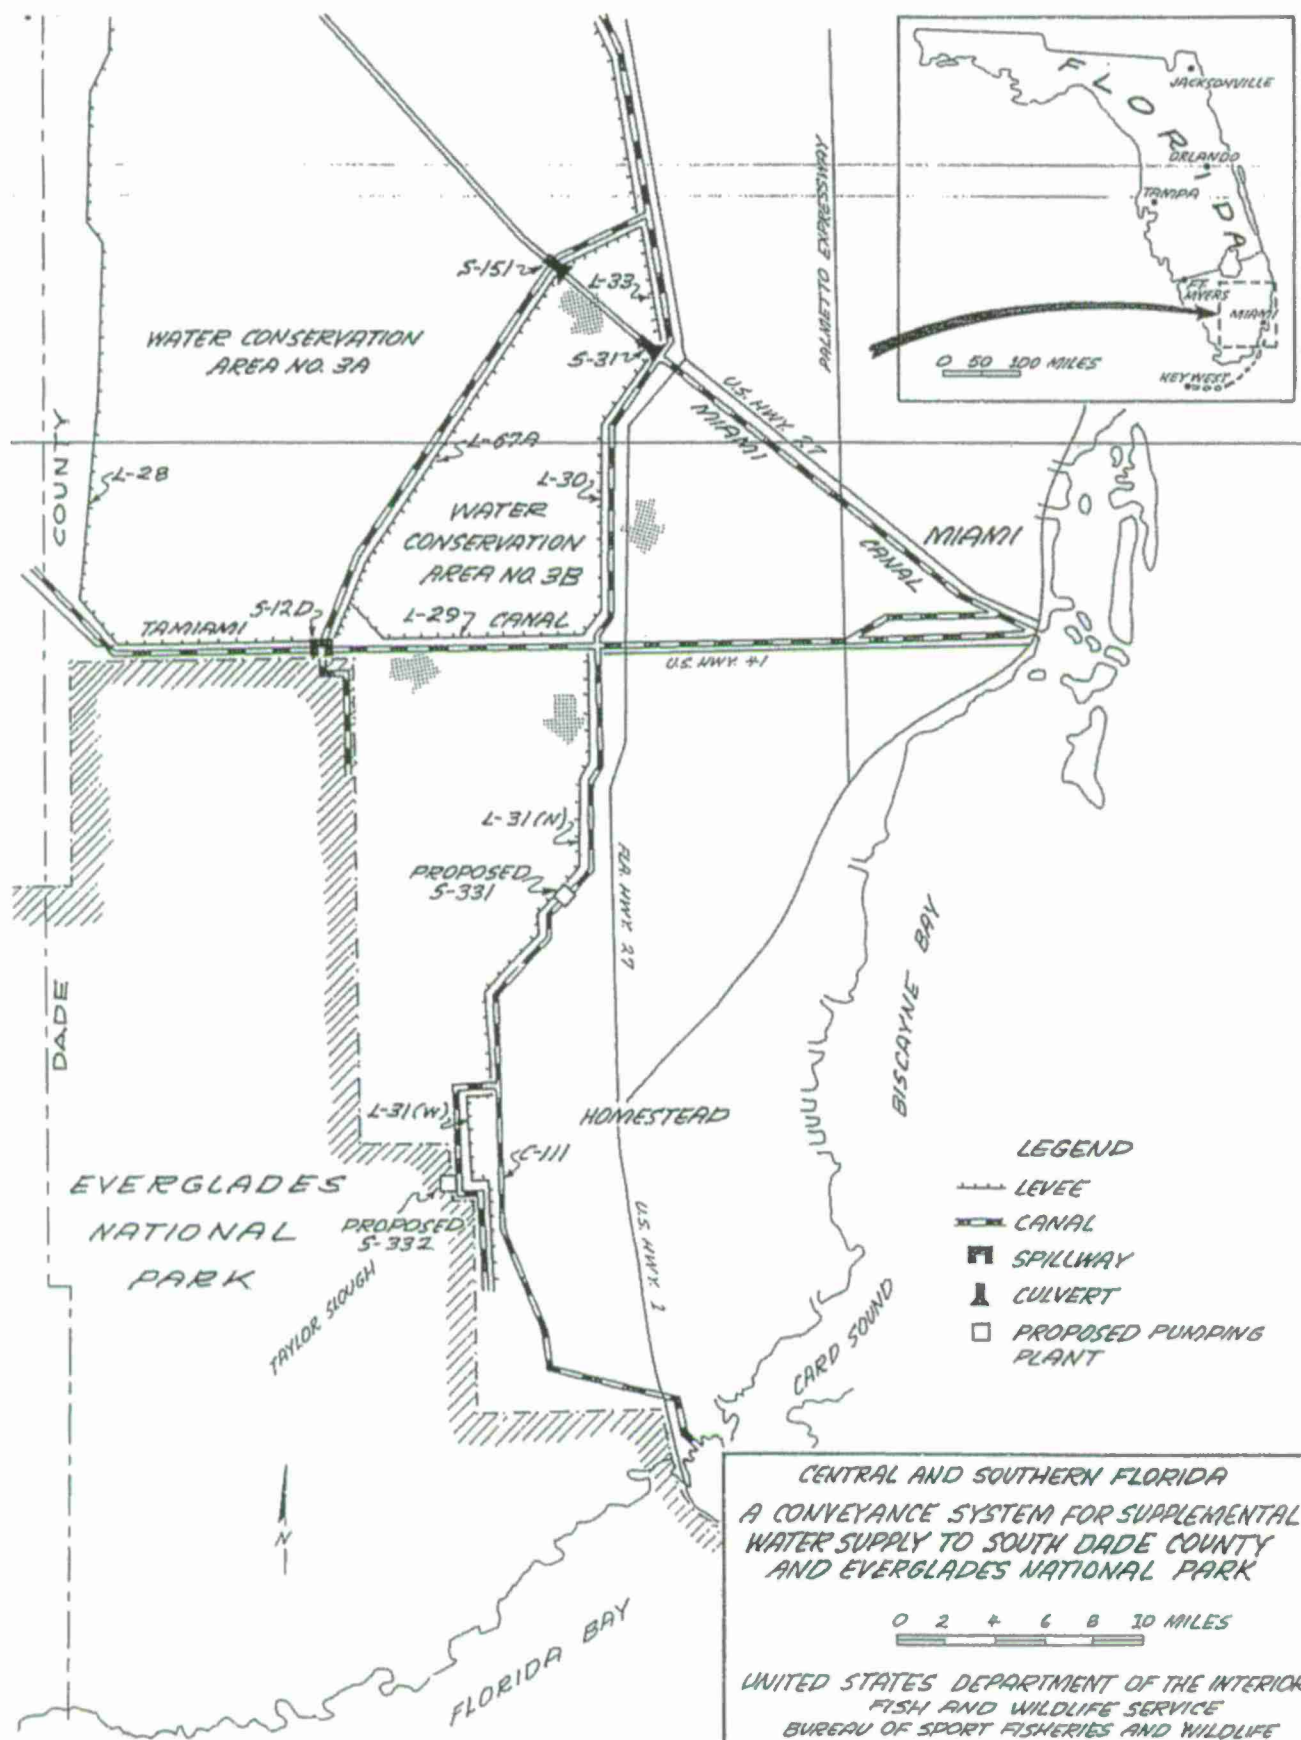 FLORIDA
JACKSONVILLE
ORLANDO
TAMPA
FT.
MYERS
MIAMI
0 50 100 MILES
KEY WEST
PALMETTO EXPRESSWAY
S-151
L-33
WATER CONSERVATION
AREA NO. 3A
S-31
U.S. HWY. 27
MIAMI
CANAL
L-67A
L-28
L-30
COUNTY
WATER
CONSERVATION
AREA NO. 3B
MIAMI
S-12D
L-29 CANAL
TAMIAMI
U.S. HWY. 41
L-31(N)
PROPOSED
S-331
FLA. HWY. 27
BISCAYNE BAY
DADE
L-31(W)
HOMESTEAD
C-111
EVERGLADES
NATIONAL
PARK
PROPOSED
S-332
TAYLOR SLOUGH
U.S. HWY. 1
CARD SOUND
LEGEND
LEVEE
CANAL
SPILLWAY
CULVERT
PROPOSED PUMPING
PLANT
N
FLORIDA BAY
CENTRAL AND SOUTHERN FLORIDA
A CONVEYANCE SYSTEM FOR SUPPLEMENTAL
WATER SUPPLY TO SOUTH DADE COUNTY
AND EVERGLADES NATIONAL PARK
0 2 4 6 8 10 MILES
UNITED STATES DEPARTMENT OF THE INTERIOR
FISH AND WILDLIFE SERVICE
BUREAU OF SPORT FISHERIES AND WILDLIFE